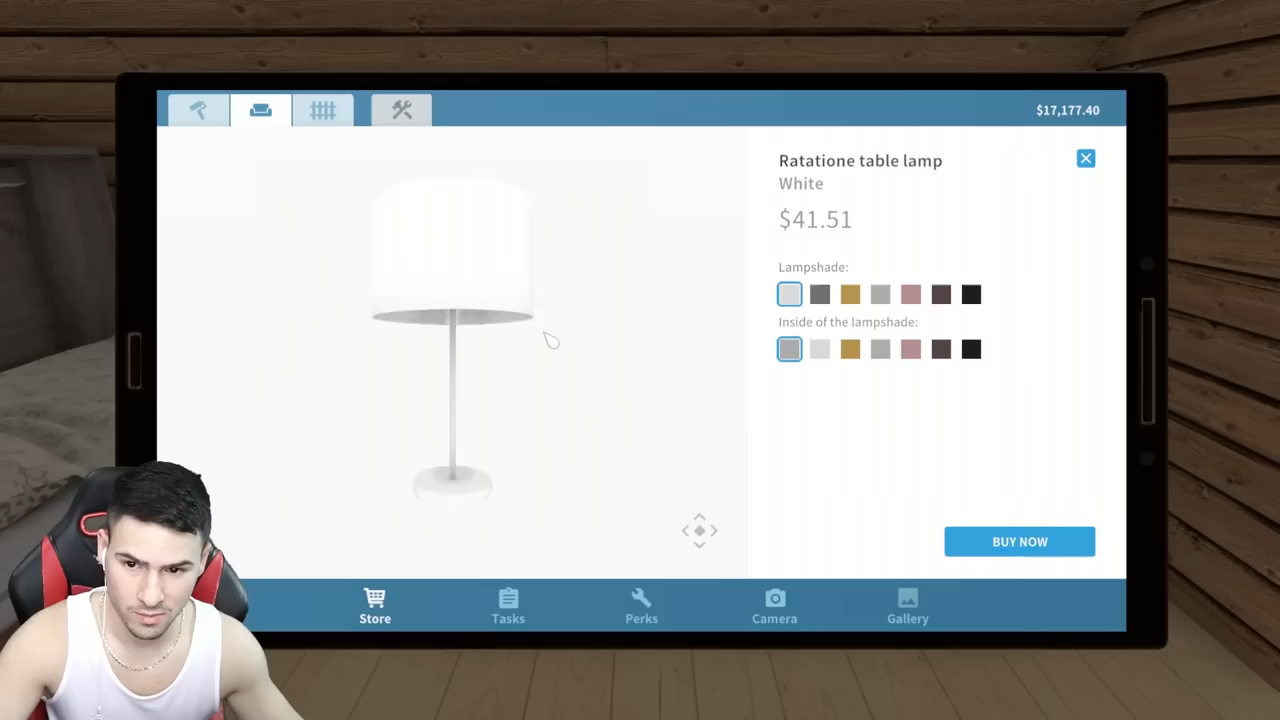 $17,177.40
Ratatione table lamp
White
$41.51
Lampshade:
Inside of the lampshade:
BUY NOW
Store
Tasks
Perks
Camera
Gallery